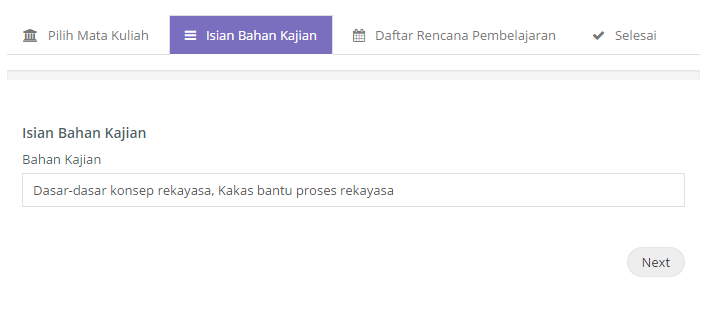 Pilih Mata Kuliah Isian Bahan Kajian Daftar Rencana Pembelajaran Selesai
Isian Bahan Kajian
Bahan Kajian
Dasar-dasar konsep rekayasa, Kakas bantu proses rekayasa
Next